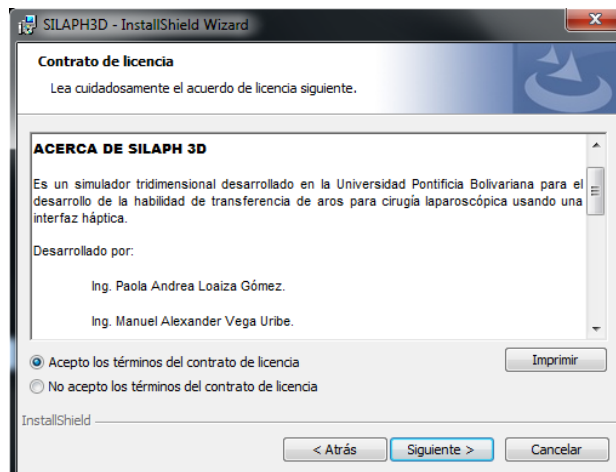 SILAPH3D - InstallShield Wizard
Contrato de licencia
Lea cuidadosamente el acuerdo de licencia siguiente.
ACERCA DE SILAPH 3D
Es un simulador tridimensional desarrollado en la Universidad Pontificia Bolivariana para el
desarrollo de la habilidad de transferencia de aros para cirugía laparoscópica usando una
interfaz háptica.
Desarrollado por:
Ing. Paola Andrea Loaiza Gómez.
Ing. Manuel Alexander Vega Uribe.
Acepto los términos del contrato de licencia
Imprimir
No acepto los términos del contrato de licencia
InstallShield
< Atrás
Siguiente >
Cancelar